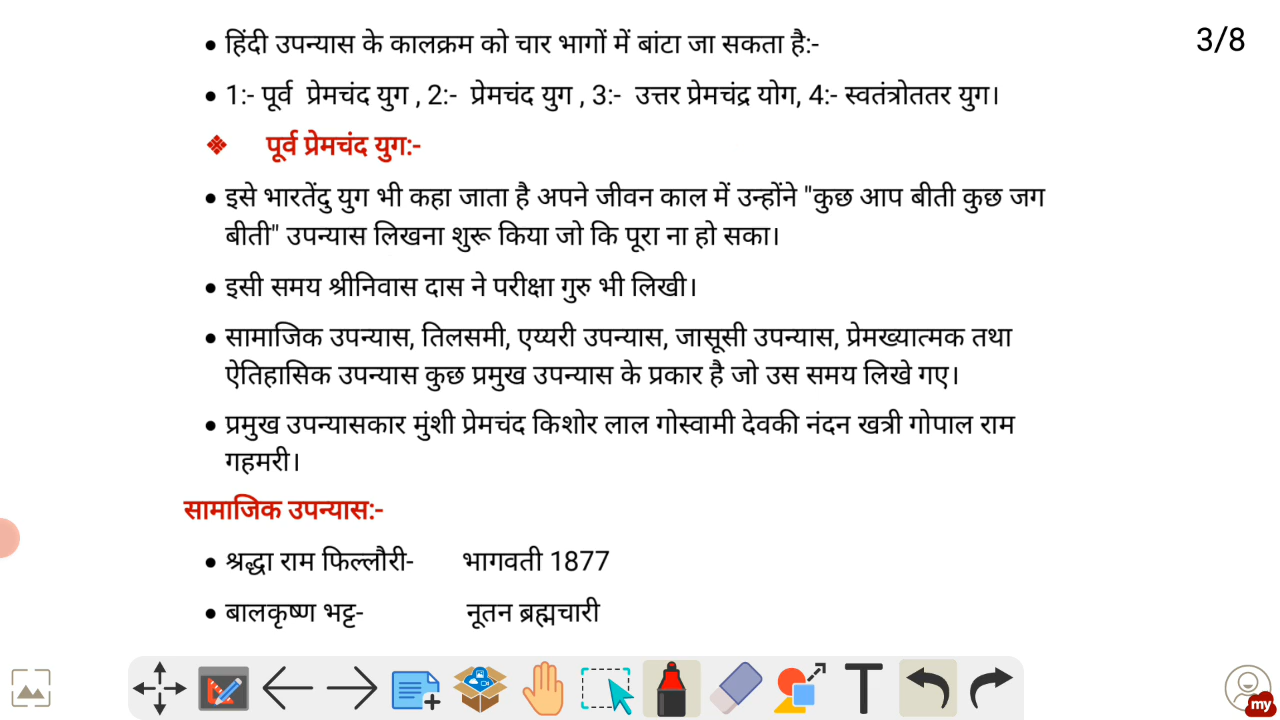 3/8
• हिंदी उपन्यास के कालक्रम को चार भागों में बांटा जा सकता है:-
• 1:- पूर्व प्रेमचंद युग , 2:- प्रेमचंद युग , 3:- उत्तर प्रेमचंद्र योग, 4:- स्वतंत्रोततर युग।
❖ पूर्व प्रेमचंद युग:-
• इसे भारतेंदु युग भी कहा जाता है अपने जीवन काल में उन्होंने "कुछ आप बीती कुछ जग
बीती" उपन्यास लिखना शुरू किया जो कि पूरा ना हो सका।
• इसी समय श्रीनिवास दास ने परीक्षा गुरु भी लिखी।
• सामाजिक उपन्यास, तिलसमी, एय्यरी उपन्यास, जासूसी उपन्यास, प्रेमख्यात्मक तथा
ऐतिहासिक उपन्यास कुछ प्रमुख उपन्यास के प्रकार है जो उस समय लिखे गए।
• प्रमुख उपन्यासकार मुंशी प्रेमचंद किशोर लाल गोस्वामी देवकी नंदन खत्री गोपाल राम
गहमरी।
सामाजिक उपन्यास:-
• श्रद्धा राम फिल्लौरी- भागवती 1877
• बालकृष्ण भट्ट- नूतन ब्रह्मचारी
T
my